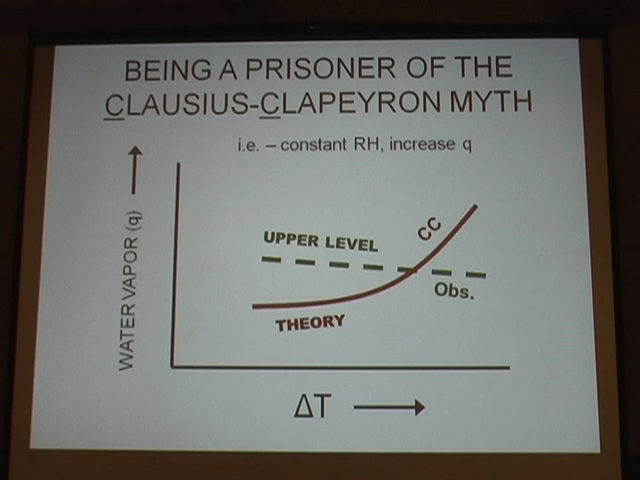 BEING A PRISONER OF THE
CLAUSIUS-CLAPEYRON MYTH
i.e. – constant RH, increase q
WATER VAPOR (q)
UPPER LEVEL
CC
Obs.
THEORY
ΔT